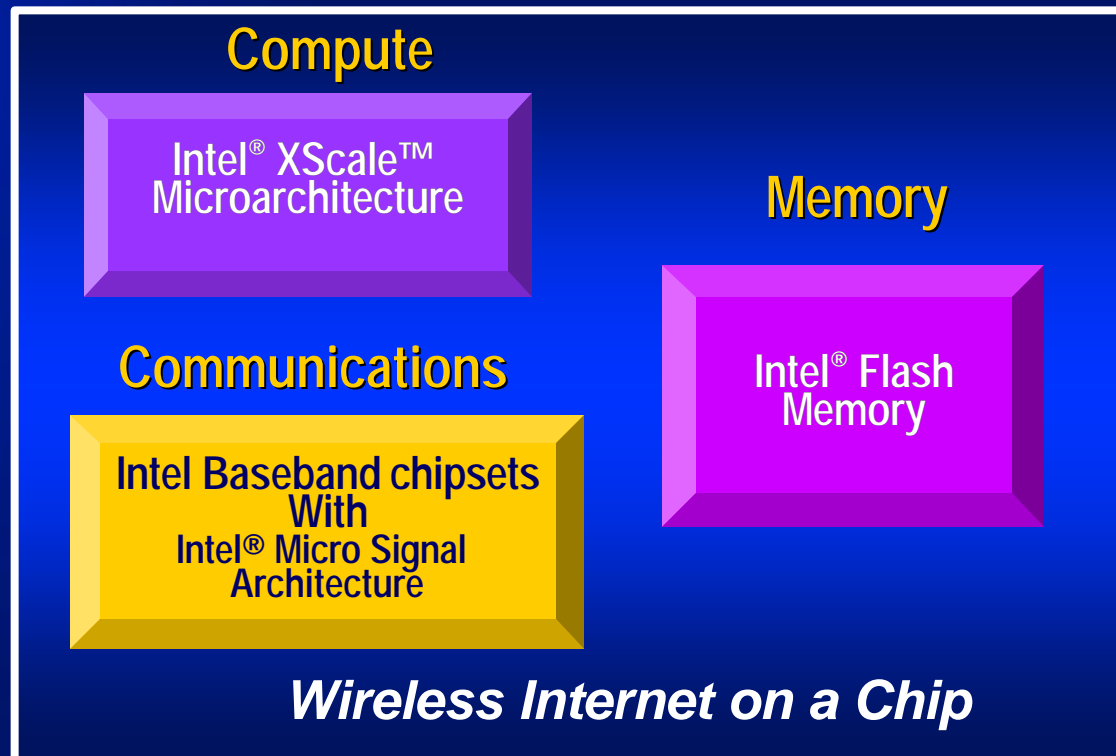 Compute
Intel® XScale™
Microarchitecture
Memory
Communications
Intel® Flash
Memory
Intel Baseband chipsets
With
Intel® Micro Signal
Architecture
Wireless Internet on a Chip